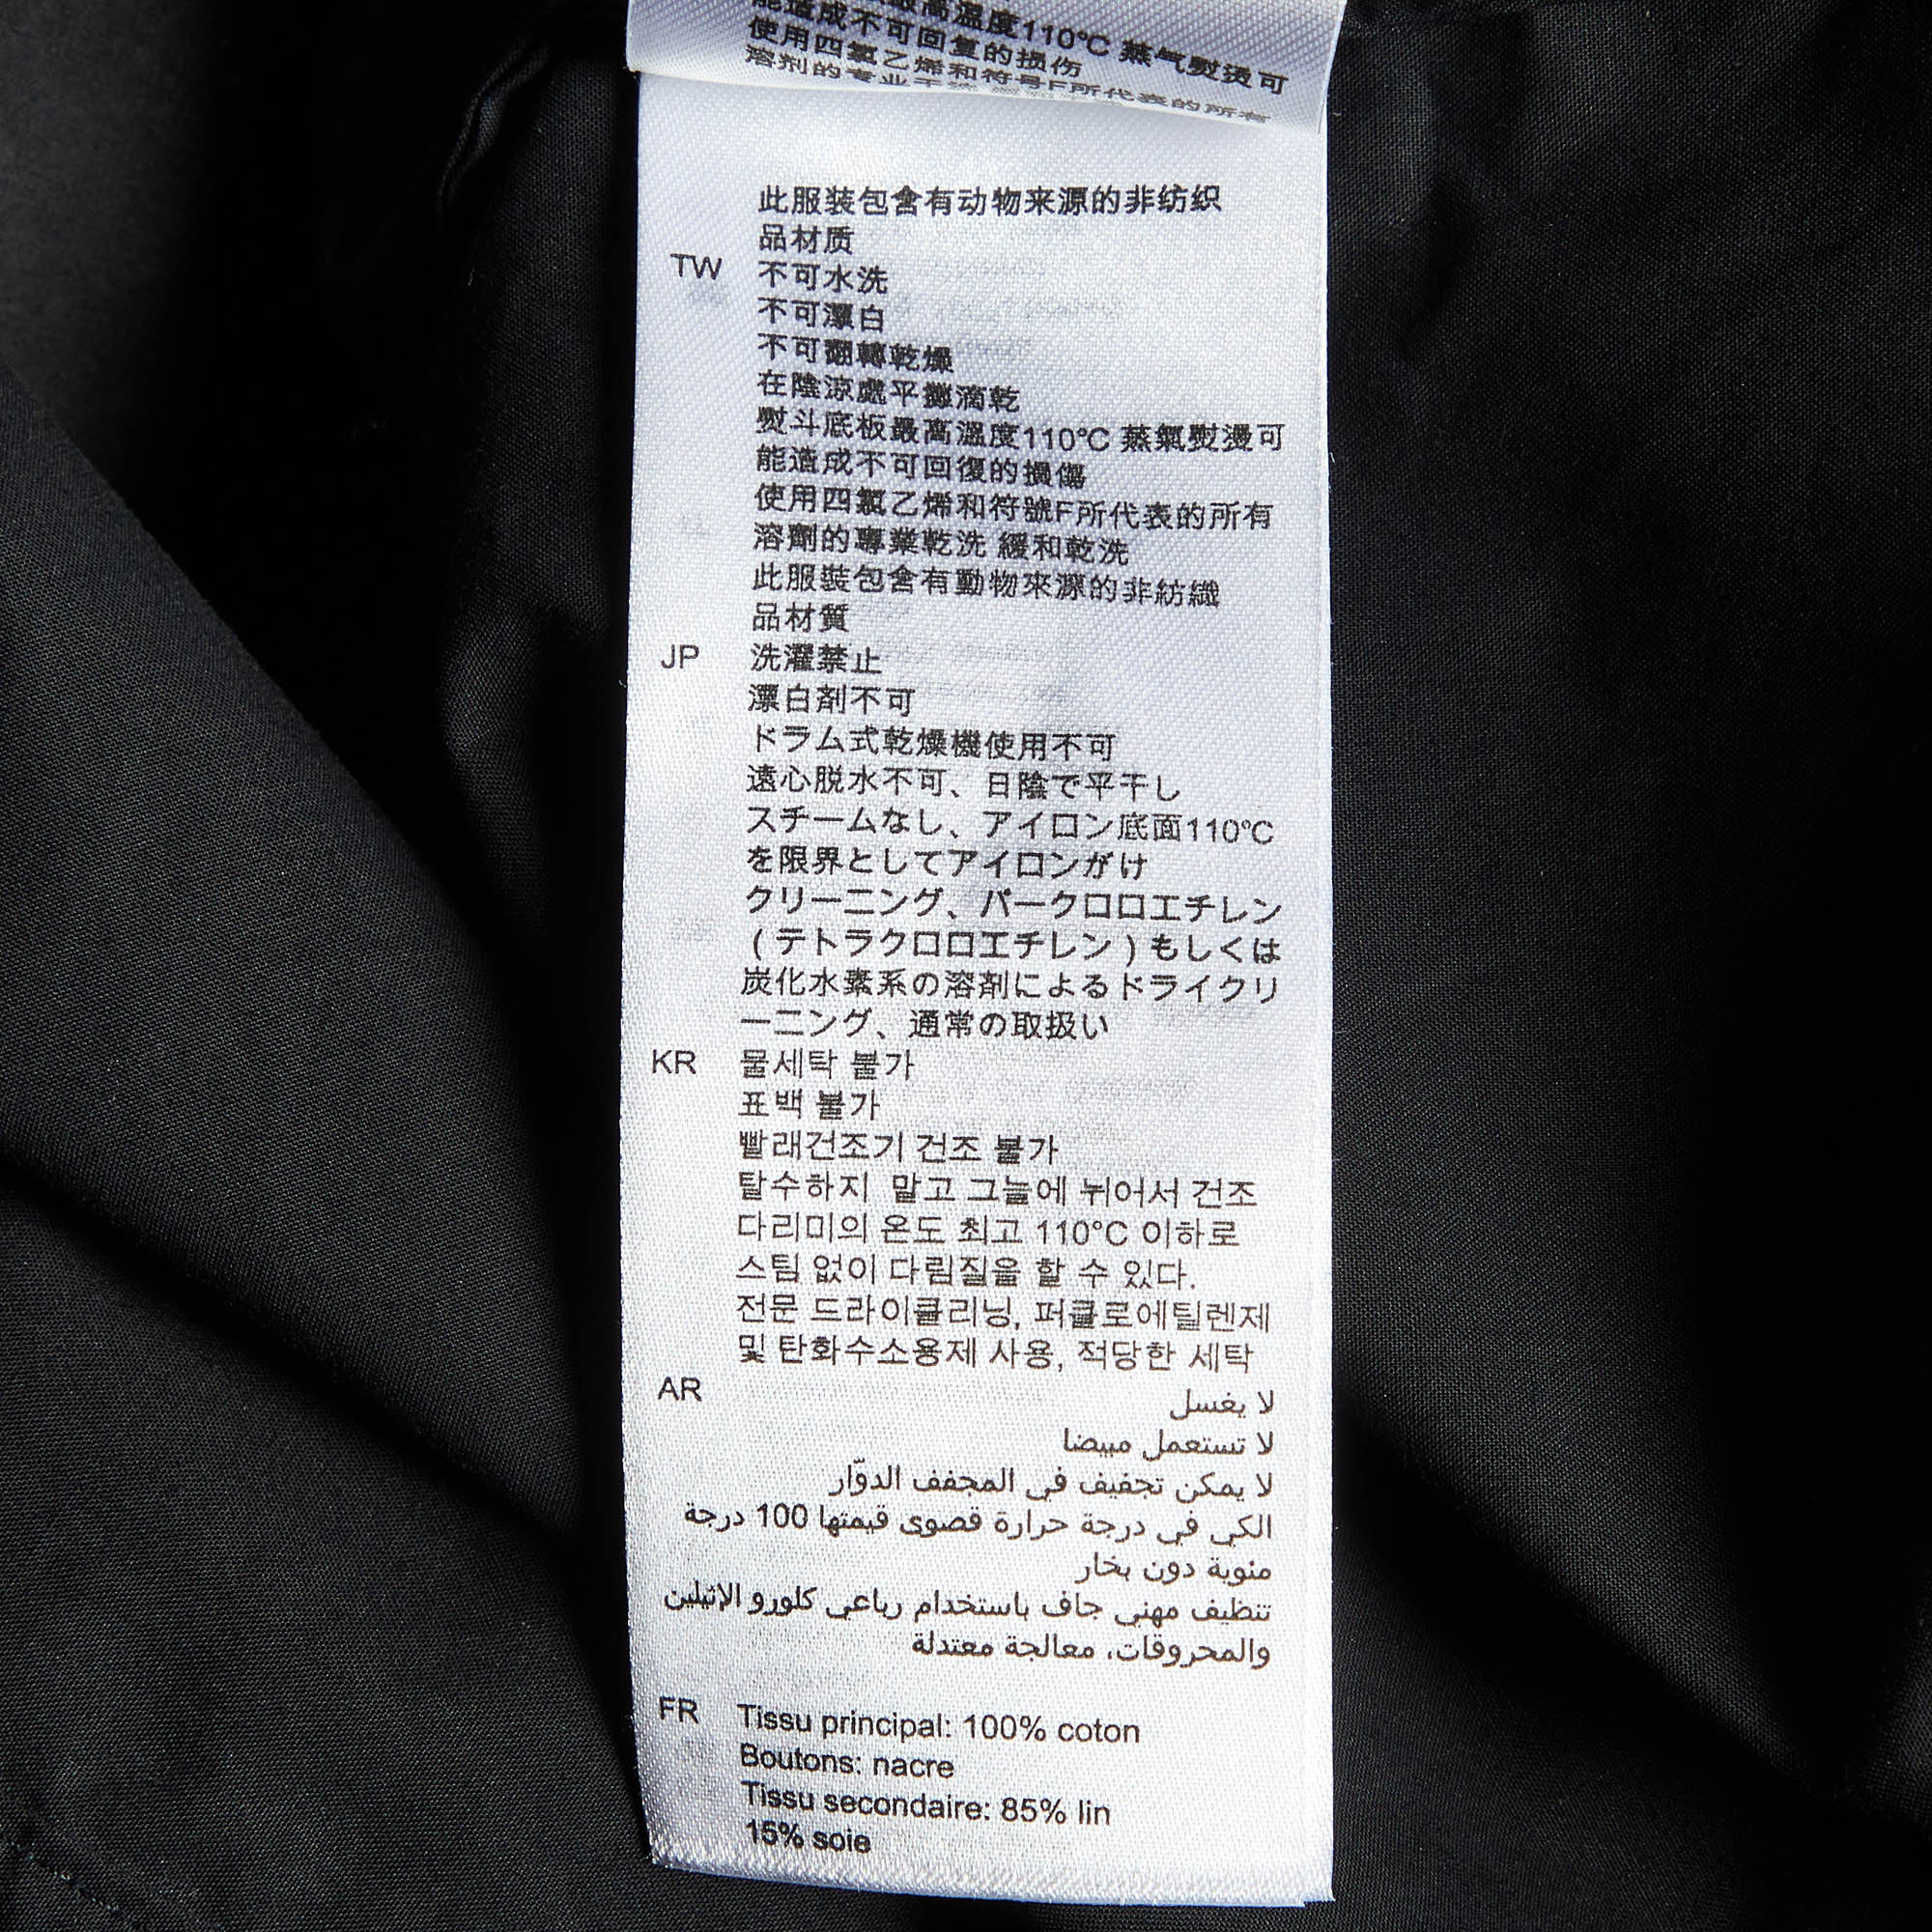 最高温度110℃ 蒸气熨烫可
能造成不可回复的损伤
使用四氯乙烯和符号F所代表的所有
溶剂的专业干洗
此服装包含有动物来源的非纺织
品材质
TW 不可水洗
不可漂白
不可翻轉乾燥
在陰涼處平攤滴乾
熨斗底板最高溫度110℃ 蒸氣熨燙可
能造成不可回復的損傷
使用四氯乙烯和符號F所代表的所有
溶劑的專業乾洗 緩和乾洗
此服裝包含有動物來源的非紡織
品材質
JP 洗濯禁止
漂白剤不可
ドラム式乾燥機使用不可
遠心脱水不可、日陰で平干し
スチームなし、アイロン底面110℃
を限界としてアイロンがけ
クリーニング、パークロロエチレン
(テトラクロロエチレン)もしくは
炭化水素系の溶剤によるドライクリ
ーニング、通常の取扱い
KR 물세탁 불가
표백 불가
빨래건조기 건조 불가
탈수하지 말고 그늘에 뉘어서 건조
다리미의 온도 최고 110°C 이하로
스팀 없이 다림질을 할 수 있다.
전문 드라이클리닝, 퍼클로에틸렌제
및 탄화수소용제 사용, 적당한 세탁
AR لا يغسل
لا تستعمل مبيضا
لا يمكن تجفيف في المجفف الدوّار
الكي في درجة حرارة قصوى قيمتها 100 درجة
مئوية دون بخار
تنظيف مهني جاف باستخدام رباعي كلورو الإثيلين
والمحروقات، معالجة معتدلة
FR Tissu principal: 100% coton
Boutons: nacre
Tissu secondaire: 85% lin
15% soie